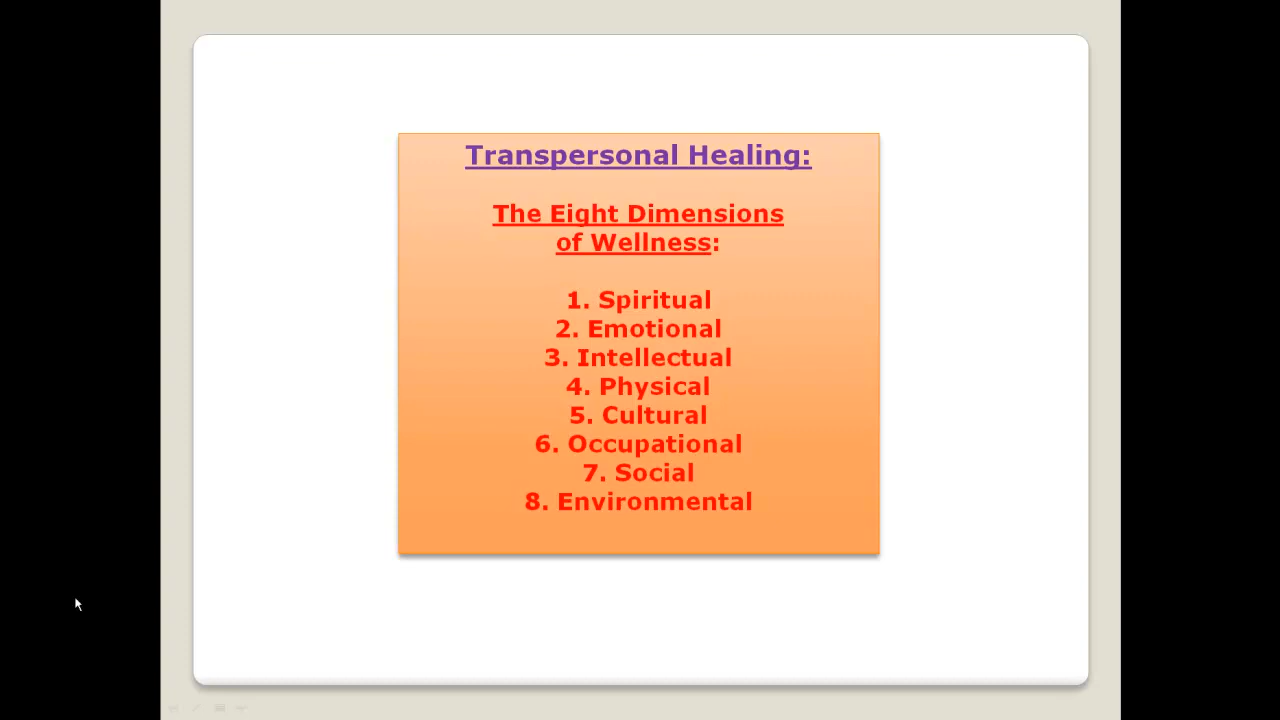 Transpersonal Healing:
The Eight Dimensions
of Wellness:
1. Spiritual
2. Emotional
3. Intellectual
4. Physical
5. Cultural
6. Occupational
7. Social
8. Environmental